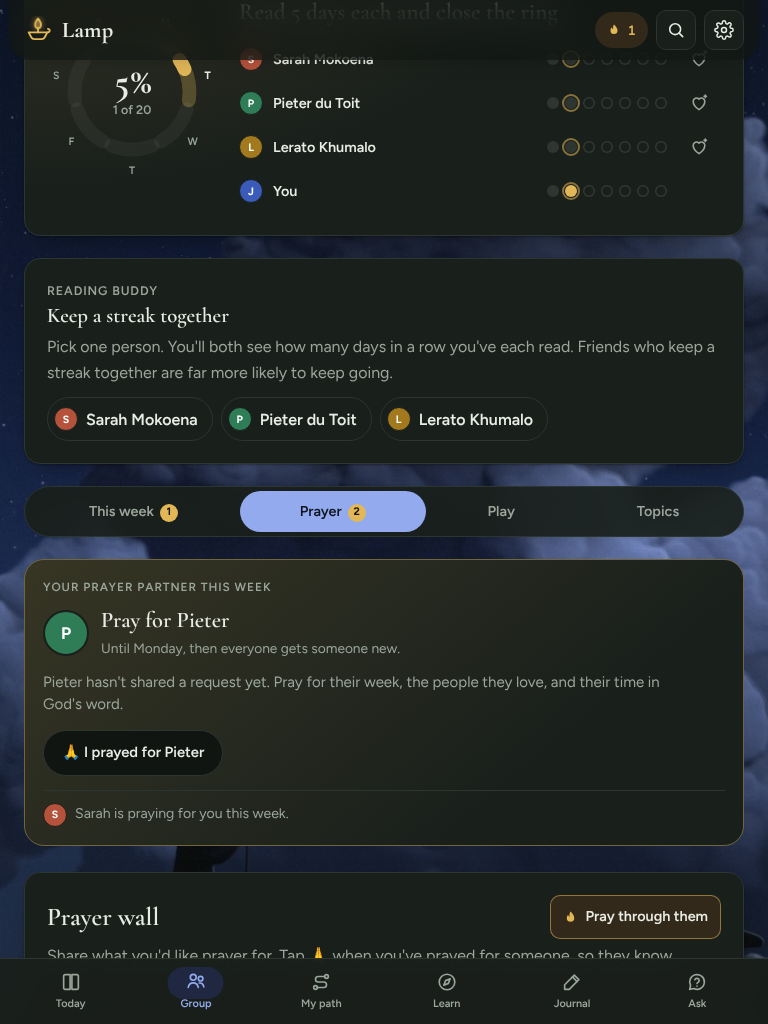 Read 5 days each and close the ring
Lamp
1
Sarah Mokoena
S
5%
T
1 of 20
P
Pieter du Toit
F
W
L
Lerato Khumalo
T
J
You
READING BUDDY
Keep a streak together
Pick one person. You'll both see how many days in a row you've each read. Friends who keep a
streak together are far more likely to keep going.
S Sarah Mokoena
P Pieter du Toit
L Lerato Khumalo
This week 1
Prayer 2
Play
Topics
YOUR PRAYER PARTNER THIS WEEK
P
Pray for Pieter
Until Monday, then everyone gets someone new.
Pieter hasn't shared a request yet. Pray for their week, the people they love, and their time in
God's word.
🙏 I prayed for Pieter
S Sarah is praying for you this week.
Prayer wall
Pray through them
Share what you'd like prayer for. Tap 🙏 when you've prayed for someone, so they know
Today
Group
My path
Learn
Journal
Ask